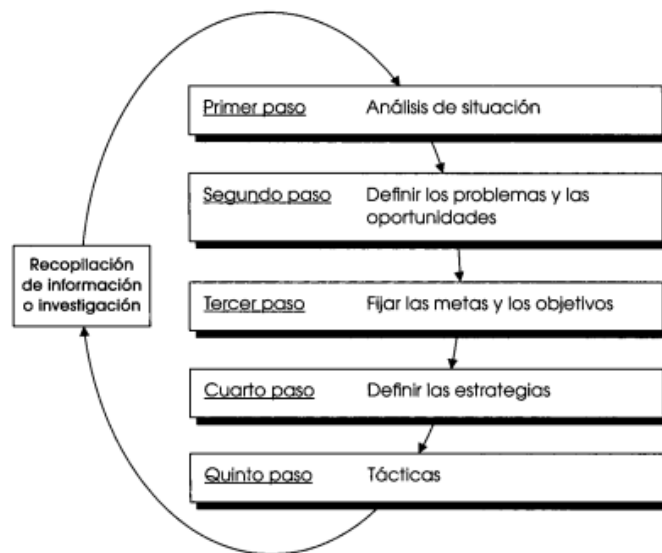 Primer paso Análisis de situación
Segundo paso Definir los problemas y las
oportunidades
Recopilación
de información
o investigación
Tercer paso Fijar las metas y los objetivos
Cuarto paso Definir las estrategias
Quinto paso Tácticas